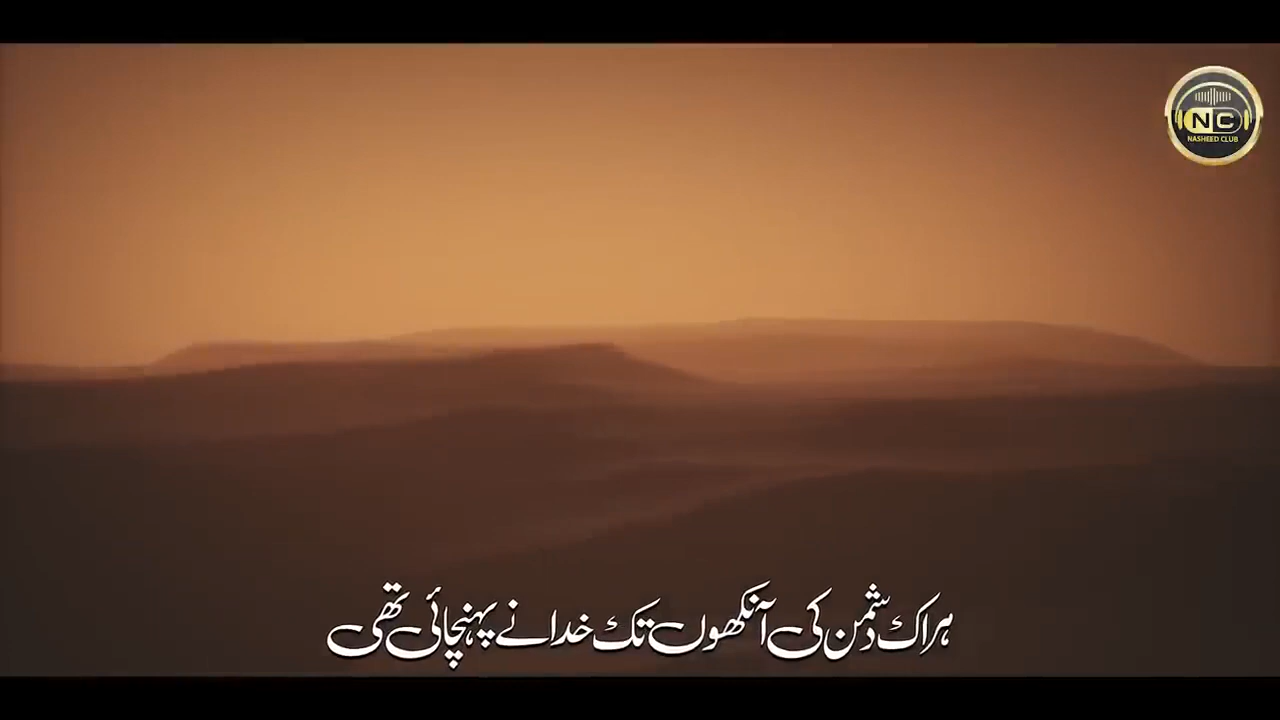 NC
NASHEED CLUB
ہر اک دشمن کی آنکھوں تک خدا نے پہنچائی تھی